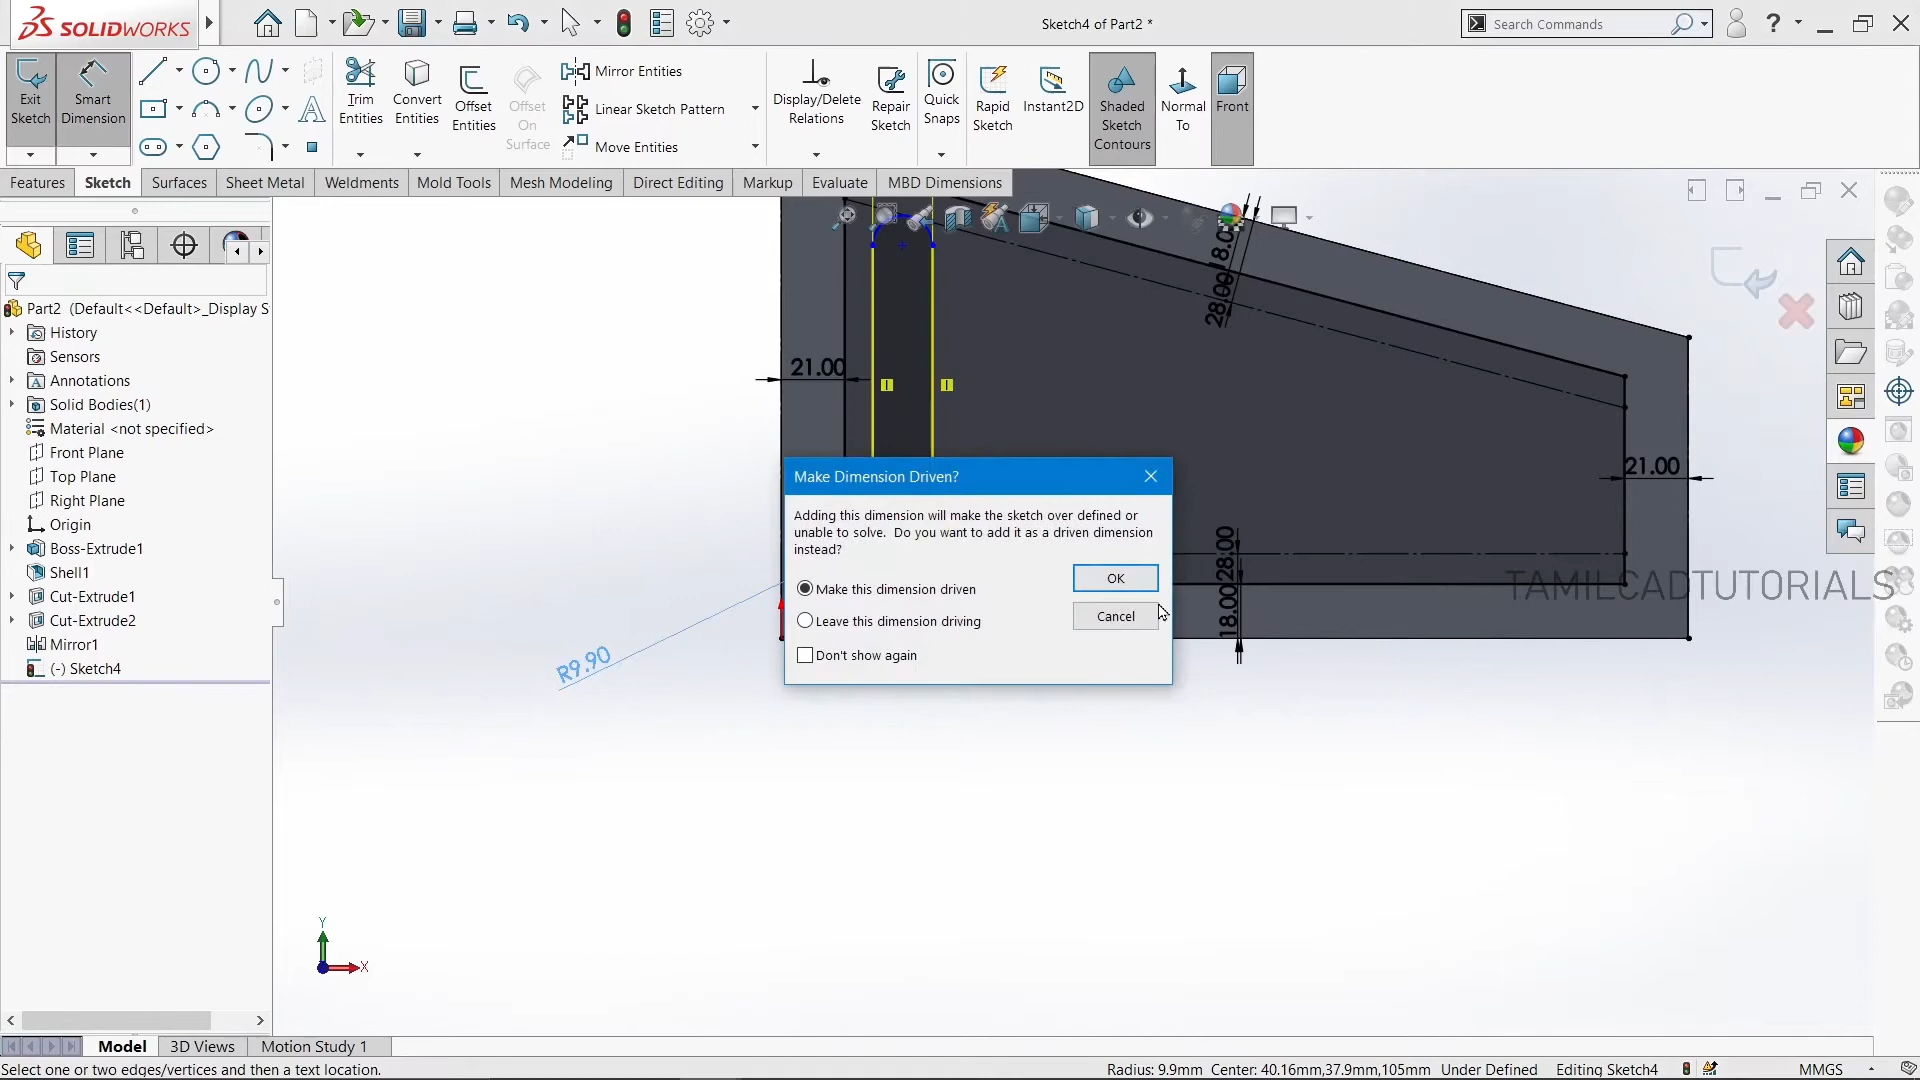 SOLIDWORKS
Sketch4 of Part2 *
Search Commands
Exit Sketch
Smart Dimension
Trim Entities
Convert Entities
Offset Entities
Offset On Surface
Mirror Entities
Linear Sketch Pattern
Move Entities
Display/Delete Relations
Repair Sketch
Quick Snaps
Rapid Sketch
Instant2D
Shaded Sketch Contours
Normal To
Front
Features
Sketch
Surfaces
Sheet Metal
Weldments
Mold Tools
Mesh Modeling
Direct Editing
Markup
Evaluate
MBD Dimensions
Part2 (Default<<Default>_Display S
History
Sensors
Annotations
Solid Bodies(1)
Material <not specified>
Front Plane
Top Plane
Right Plane
Origin
Boss-Extrude1
Shell1
Cut-Extrude1
Cut-Extrude2
Mirror1
(-) Sketch4
21.00
18.0
28.00
21.00
28.00
18.00
R9.90
TAMILCADTUTORIALS
Make Dimension Driven?
Adding this dimension will make the sketch over defined or
unable to solve. Do you want to add it as a driven dimension
instead?
Make this dimension driven
Leave this dimension driving
Don't show again
OK
Cancel
Y
X
Model
3D Views
Motion Study 1
Select one or two edges/vertices and then a text location.
Radius: 9.9mm Center: 40.16mm,37.9mm,105mm
Under Defined
Editing Sketch4
MMGS